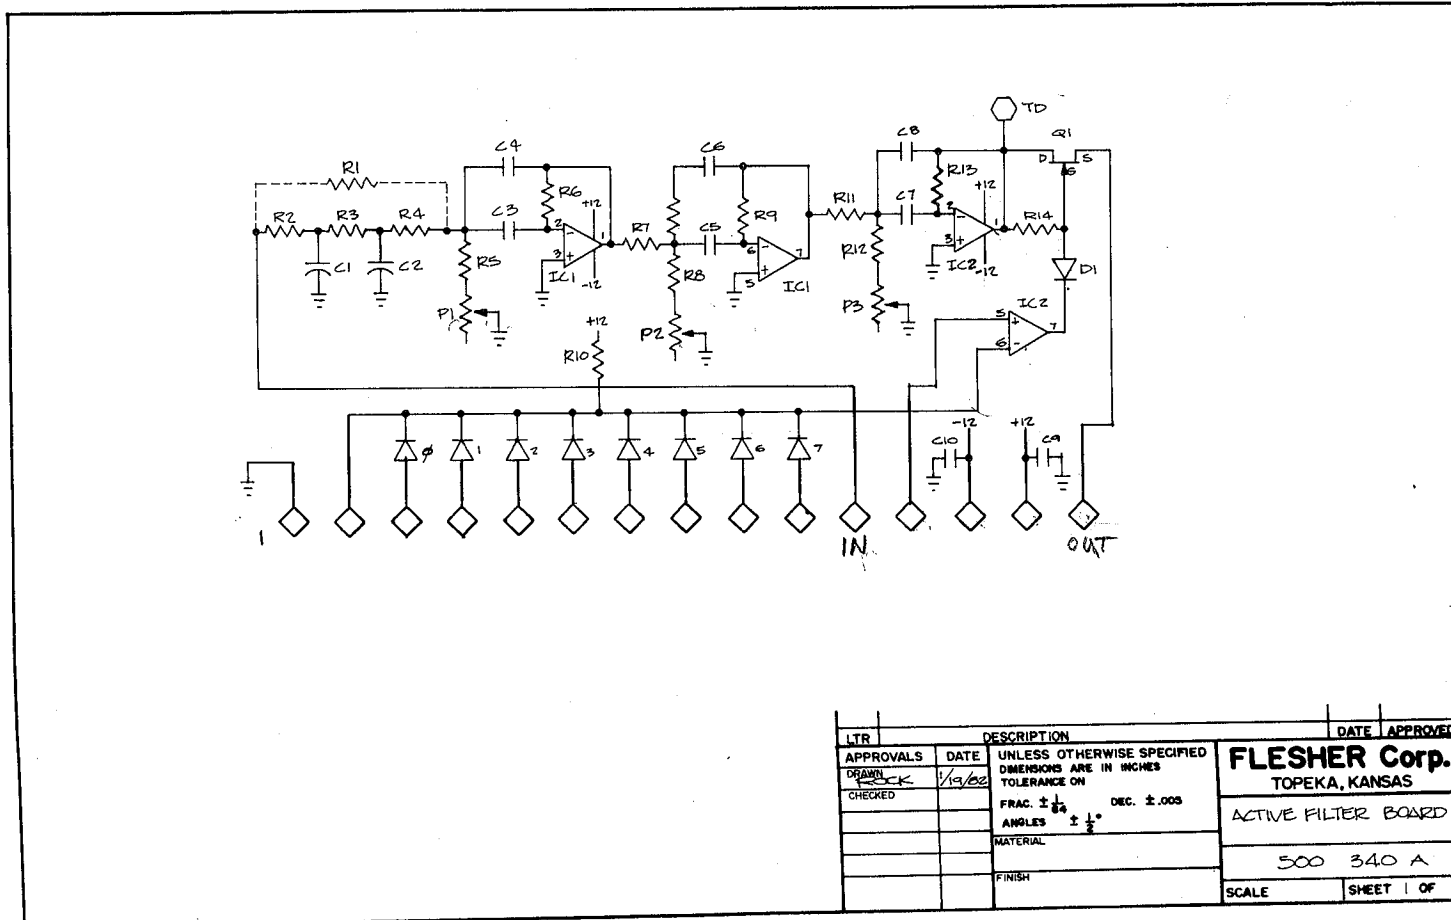 TD
C8
Q1
C4
C6
D
S
R1
G
R13
+12
R6
+12
R11
C7
2
R2
R3
R4
C3
2
R7
R9
1
R14
C5
6
3
R12
-12
IC2
D1
C1
C2
R5
3
IC1
-12
R8
5
7
IC1
P1
+12
P2
P3
5
IC2
7
6
R10
-12
+12
C10
C9
φ
1
2
3
4
5
6
7
1
IN
OUT
LTR
DESCRIPTION
DATE
APPROVED
APPROVALS
DATE
UNLESS OTHERWISE SPECIFIED
DIMENSIONS ARE IN INCHES
TOLERANCE ON
FRAC. ± 1/64
DEC. ± .005
ANGLES ± 1/2°
FLESHER Corp.
TOPEKA, KANSAS
DRAWN
ROCK
1/19/82
CHECKED
ACTIVE FILTER BOARD
MATERIAL
500 340 A
FINISH
SCALE
SHEET 1 OF